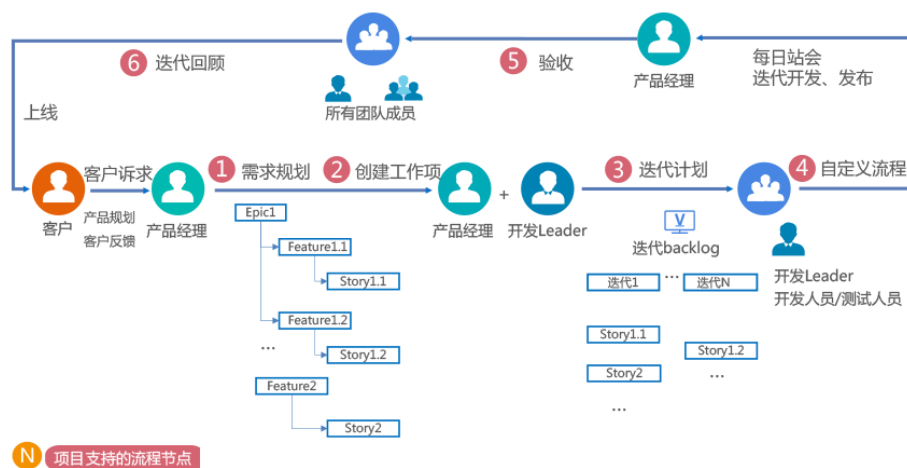 6 迭代回顾
5 验收
产品经理
每日站会
迭代开发、发布
所有团队成员
上线
客户诉求
1 需求规划
2 创建工作项
3 迭代计划
4 自定义流程
客户
产品规划
客户反馈
产品经理
产品经理
+
开发Leader
V
迭代backlog
开发Leader
开发人员/测试人员
Epic1
Feature1.1
Story1.1
Feature1.2
...
Story1.2
Feature2
Story2
迭代1
...
迭代N
Story1.1
Story1.2
Story2
...
...
N 项目支持的流程节点